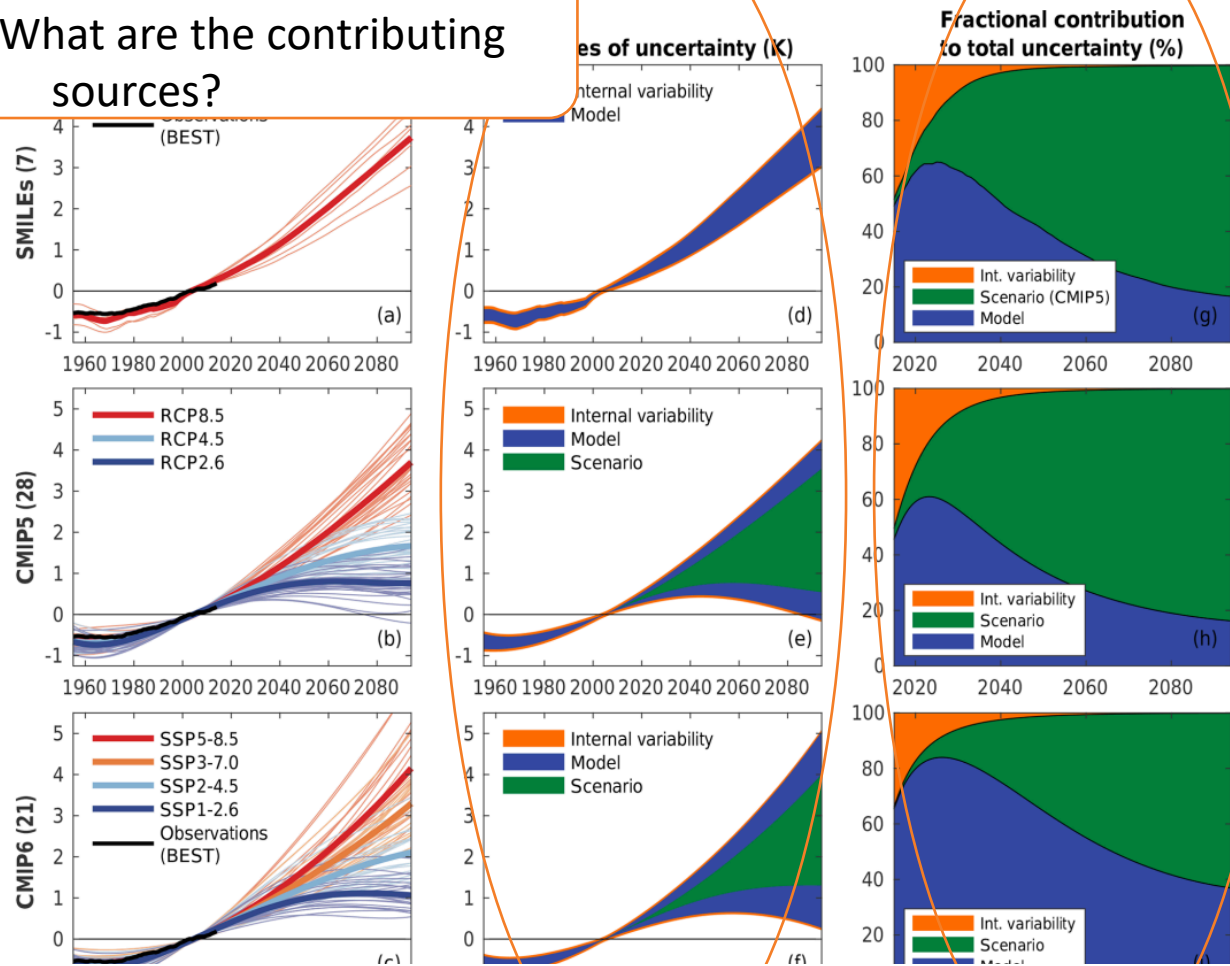 What are the contributing
sources?
es of uncertainty (K)
Fractional contribution
to total uncertainty (%)
SMILEs (7)
4
3
2
1
0
-1
Observations
(BEST)
(a)
1960 1980 2000 2020 2040 2060 2080
4
3
2
1
0
-1
nternal variability
Model
(d)
1960 1980 2000 2020 2040 2060 2080
100
80
60
40
20
0
Int. variability
Scenario (CMIP5)
Model
(g)
2020 2040 2060 2080
CMIP5 (28)
5
4
3
2
1
0
-1
RCP8.5
RCP4.5
RCP2.6
(b)
1960 1980 2000 2020 2040 2060 2080
5
4
3
2
1
0
-1
Internal variability
Model
Scenario
(e)
1960 1980 2000 2020 2040 2060 2080
100
80
60
40
20
0
Int. variability
Scenario
Model
(h)
2020 2040 2060 2080
CMIP6 (21)
5
4
3
2
1
0
SSP5-8.5
SSP3-7.0
SSP2-4.5
SSP1-2.6
Observations
(BEST)
(c)
5
4
3
2
1
0
Internal variability
Model
Scenario
(f)
100
80
60
40
20
Int. variability
Scenario
Model